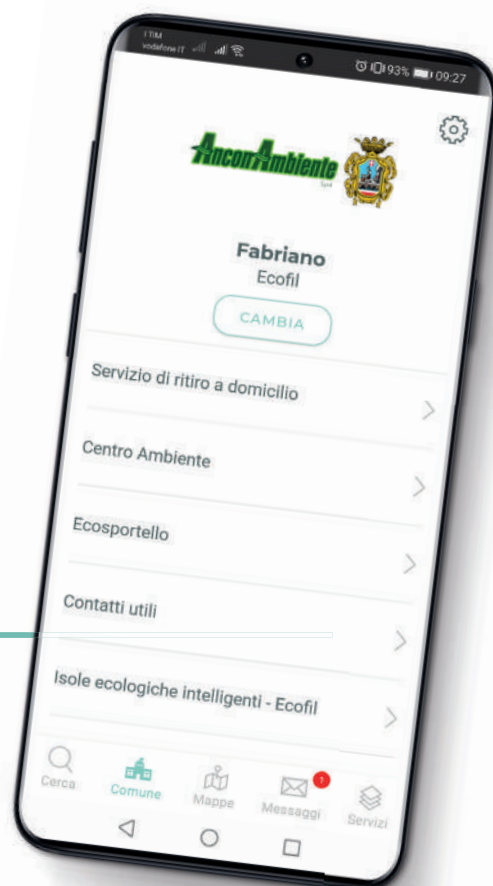 I TIM
vodafone IT 93% 09:27
AnconAmbiente
SpA
Fabriano
Ecofil
CAMBIA
Servizio di ritiro a domicilio
Centro Ambiente
Ecosportello
Contatti utili
Isole ecologiche intelligenti - Ecofil
1
Cerca Comune Mappe Messaggi Servizi